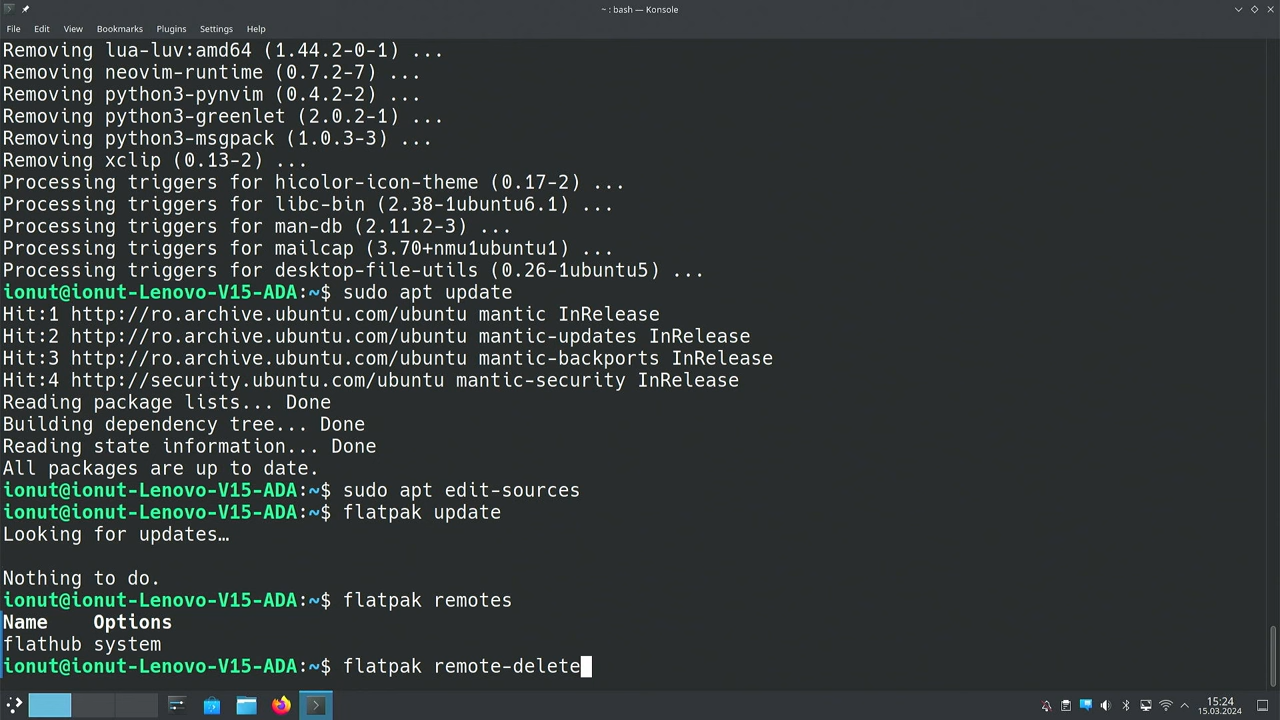 ~ : bash — Konsole
File Edit View Bookmarks Plugins Settings Help
Removing lua-luv:amd64 (1.44.2-0-1) ...
Removing neovim-runtime (0.7.2-7) ...
Removing python3-pynvim (0.4.2-2) ...
Removing python3-greenlet (2.0.2-1) ...
Removing python3-msgpack (1.0.3-3) ...
Removing xclip (0.13-2) ...
Processing triggers for hicolor-icon-theme (0.17-2) ...
Processing triggers for libc-bin (2.38-1ubuntu6.1) ...
Processing triggers for man-db (2.11.2-3) ...
Processing triggers for mailcap (3.70+nmu1ubuntu1) ...
Processing triggers for desktop-file-utils (0.26-1ubuntu5) ...
ionut@ionut-Lenovo-V15-ADA:~$ sudo apt update
Hit:1 http://ro.archive.ubuntu.com/ubuntu mantic InRelease
Hit:2 http://ro.archive.ubuntu.com/ubuntu mantic-updates InRelease
Hit:3 http://ro.archive.ubuntu.com/ubuntu mantic-backports InRelease
Hit:4 http://security.ubuntu.com/ubuntu mantic-security InRelease
Reading package lists... Done
Building dependency tree... Done
Reading state information... Done
All packages are up to date.
ionut@ionut-Lenovo-V15-ADA:~$ sudo apt edit-sources
ionut@ionut-Lenovo-V15-ADA:~$ flatpak update
Looking for updates…
Nothing to do.
ionut@ionut-Lenovo-V15-ADA:~$ flatpak remotes
Name Options
flathub system
ionut@ionut-Lenovo-V15-ADA:~$ flatpak remote-delete
15:24
15.03.2024